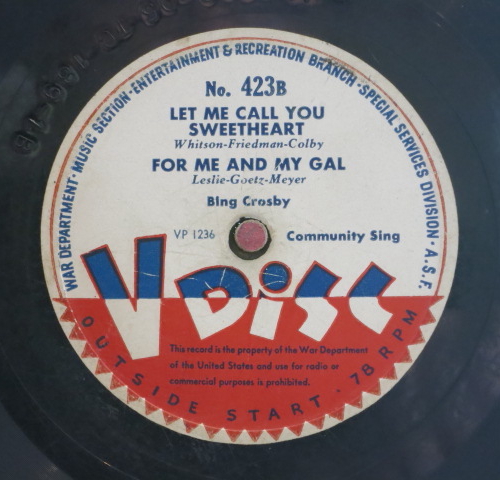 WAR DEPARTMENT·MUSIC SECTION·ENTERTAINMENT & RECREATION BRANCH·SPECIAL SERVICES DIVISION·A.S.F.
No. 423B
LET ME CALL YOU
SWEETHEART
Whitson-Friedman-Colby
FOR ME AND MY GAL
Leslie-Goetz-Meyer
Bing Crosby
VP 1236
Community Sing
V DiSC
This record is the property of the War Department
of the United States and use for radio or
commercial purposes is prohibited.
OUTSIDE START · 78 RPM